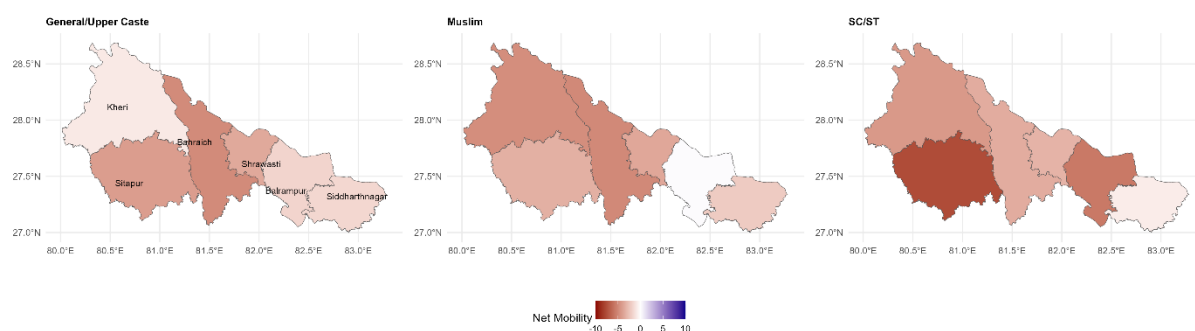 General/Upper Caste
Muslim
SC/ST
28.5°N
28.0°N
27.5°N
27.0°N
Kheri
Bahraich
Shrawasti
Sitapur
Balrampur
Siddharthnagar
80.0°E 80.5°E 81.0°E 81.5°E 82.0°E 82.5°E 83.0°E
28.5°N
28.0°N
27.5°N
27.0°N
80.0°E 80.5°E 81.0°E 81.5°E 82.0°E 82.5°E 83.0°E
28.5°N
28.0°N
27.5°N
27.0°N
80.0°E 80.5°E 81.0°E 81.5°E 82.0°E 82.5°E 83.0°E
Net Mobility
-10 -5 0 5 10